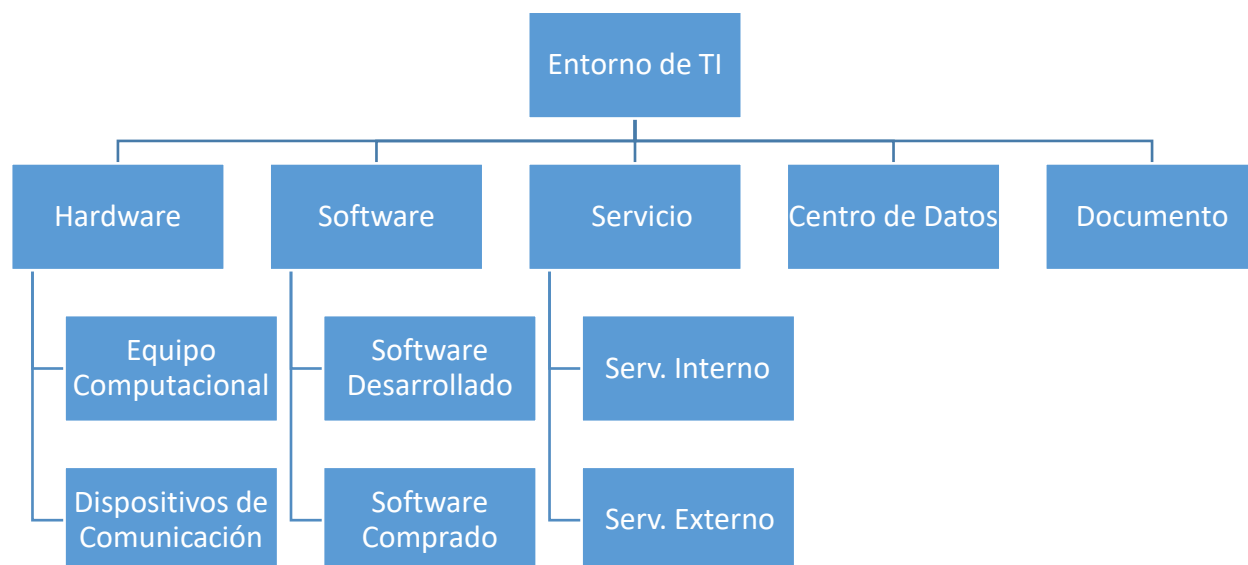 Entorno de TI
Hardware
Software
Servicio
Centro de Datos
Documento
Equipo
Computacional
Software
Desarrollado
Serv. Interno
Dispositivos de
Comunicación
Software
Comprado
Serv. Externo